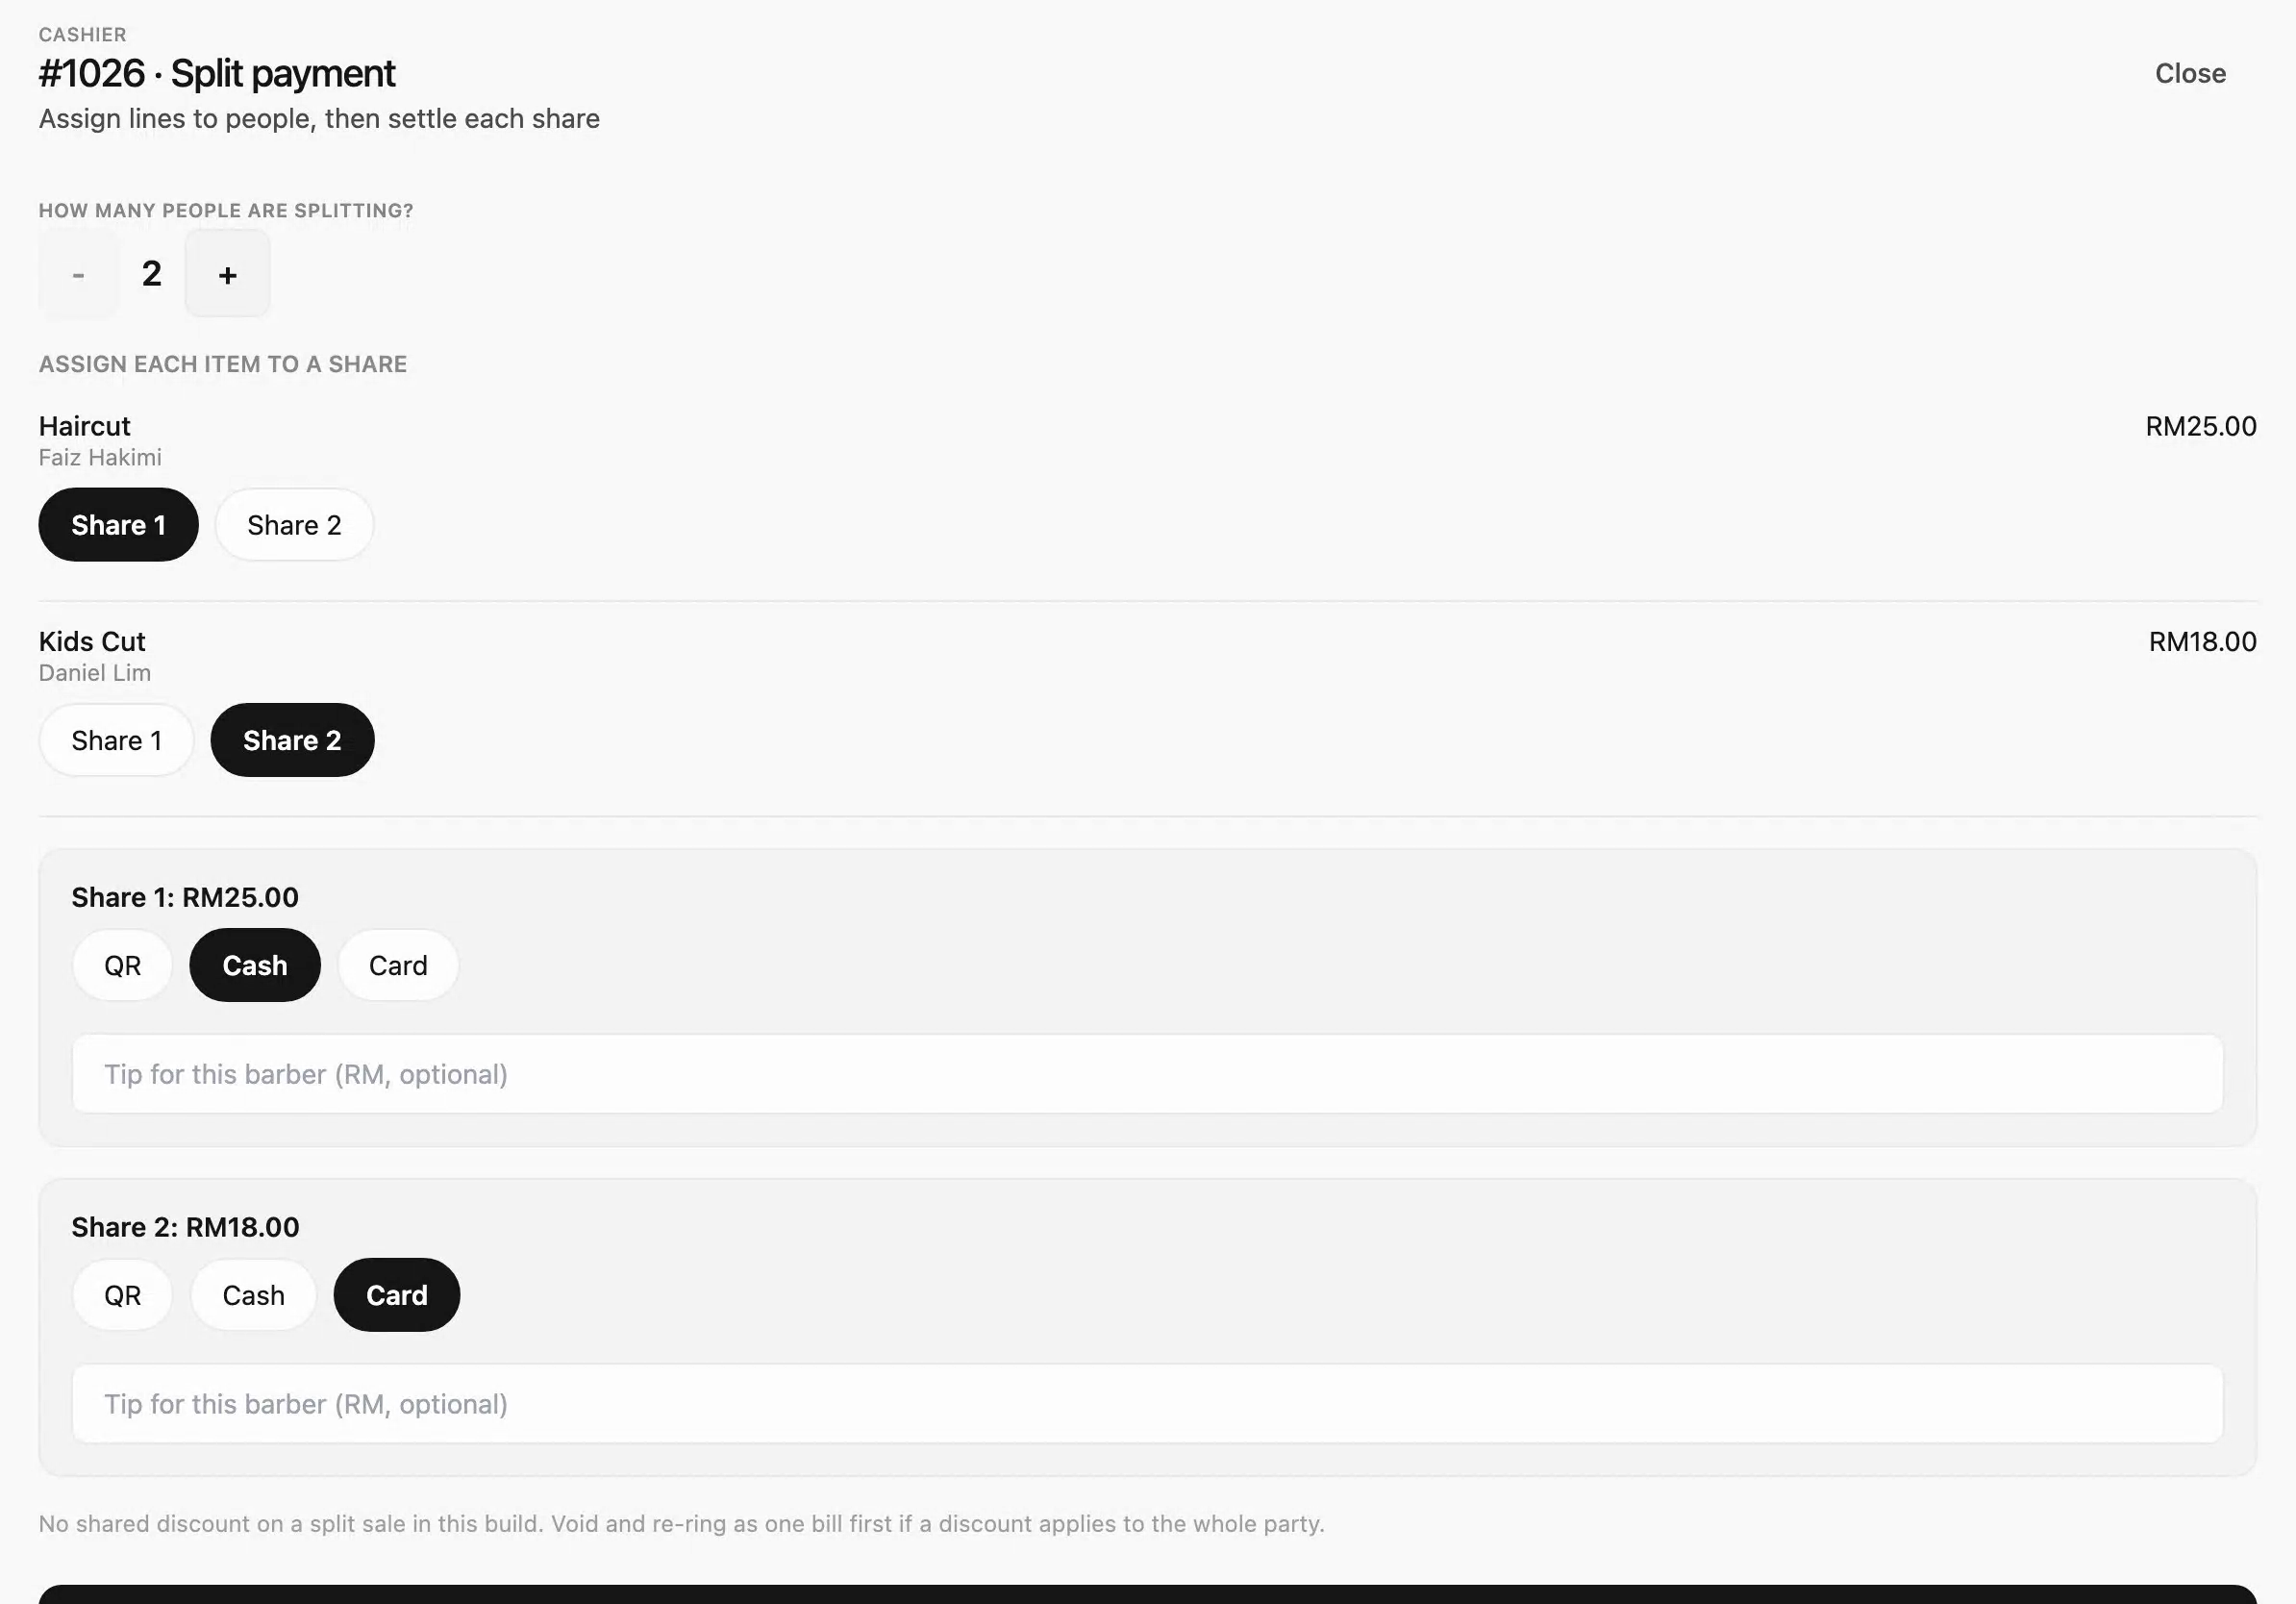 CASHIER
#1026 · Split payment
Close
Assign lines to people, then settle each share
HOW MANY PEOPLE ARE SPLITTING?
- 2 +
ASSIGN EACH ITEM TO A SHARE
Haircut RM25.00
Faiz Hakimi
Share 1 Share 2
Kids Cut RM18.00
Daniel Lim
Share 1 Share 2
Share 1: RM25.00
QR Cash Card
Tip for this barber (RM, optional)
Share 2: RM18.00
QR Cash Card
Tip for this barber (RM, optional)
No shared discount on a split sale in this build. Void and re-ring as one bill first if a discount applies to the whole party.